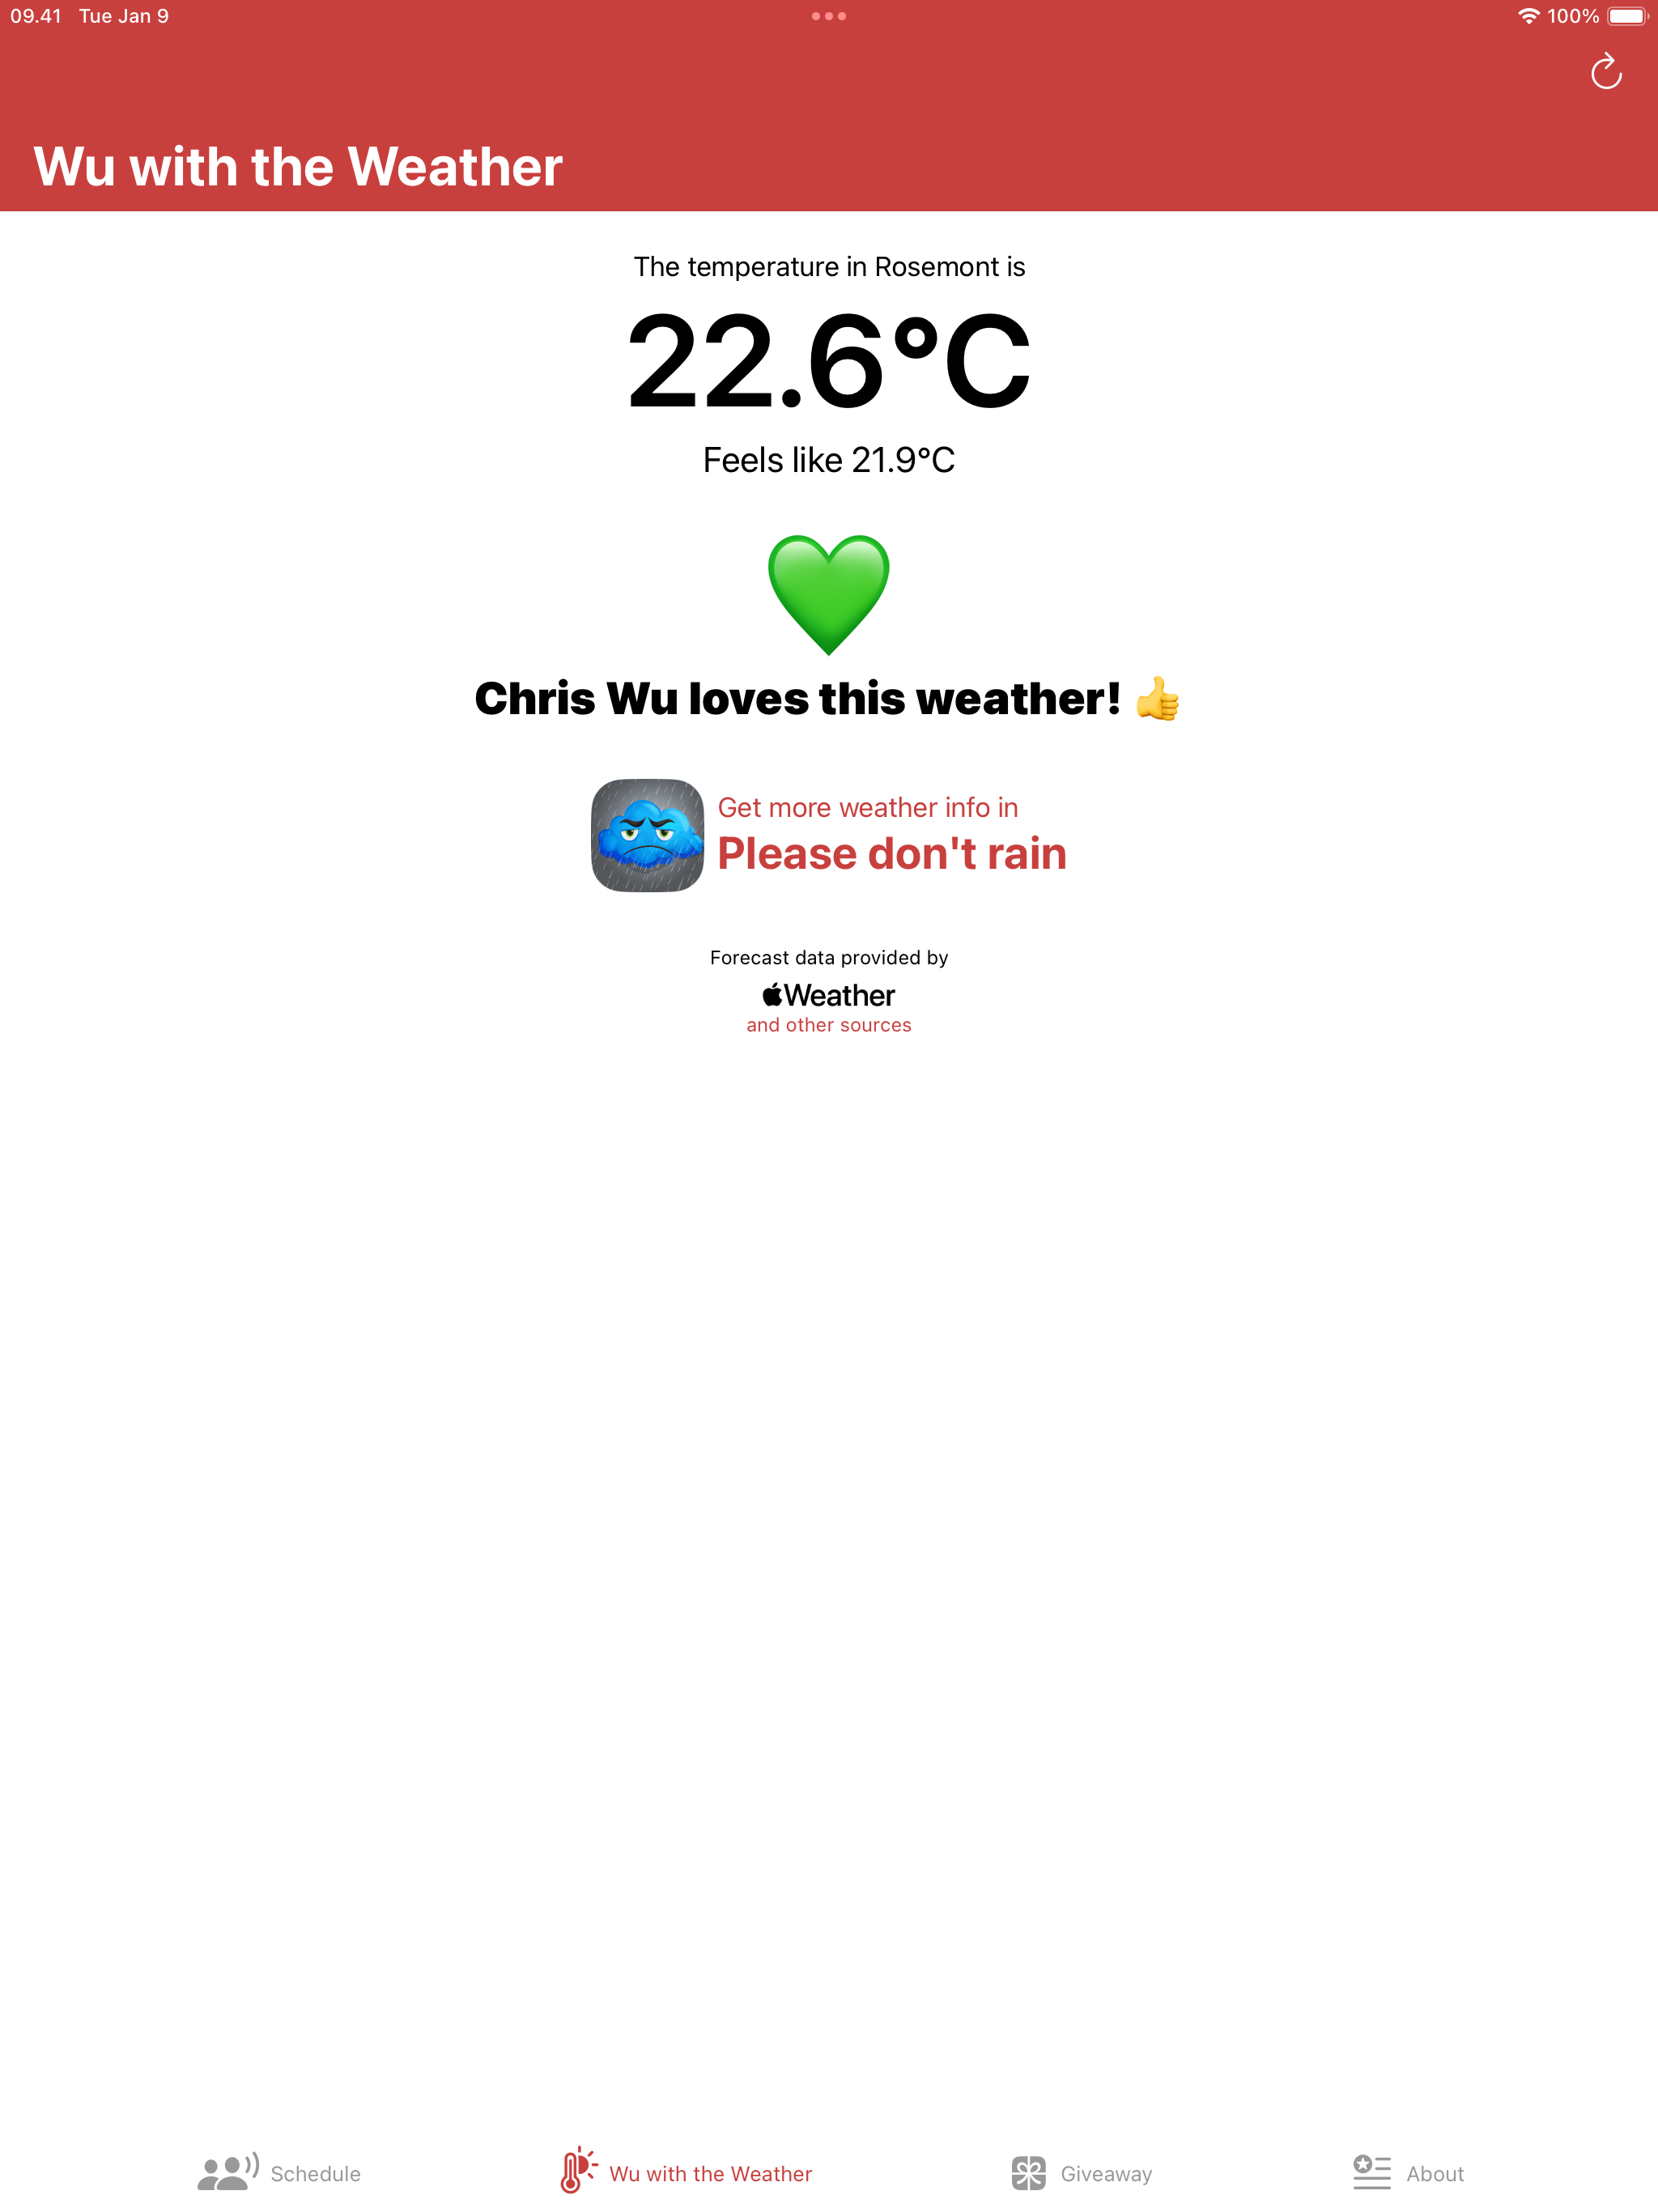 09.41 Tue Jan 9
100%
Wu with the Weather
The temperature in Rosemont is
22.6°C
Feels like 21.9°C
Chris Wu loves this weather! 👍
Get more weather info in
Please don't rain
Forecast data provided by
Weather
and other sources
Schedule
Wu with the Weather
Giveaway
About